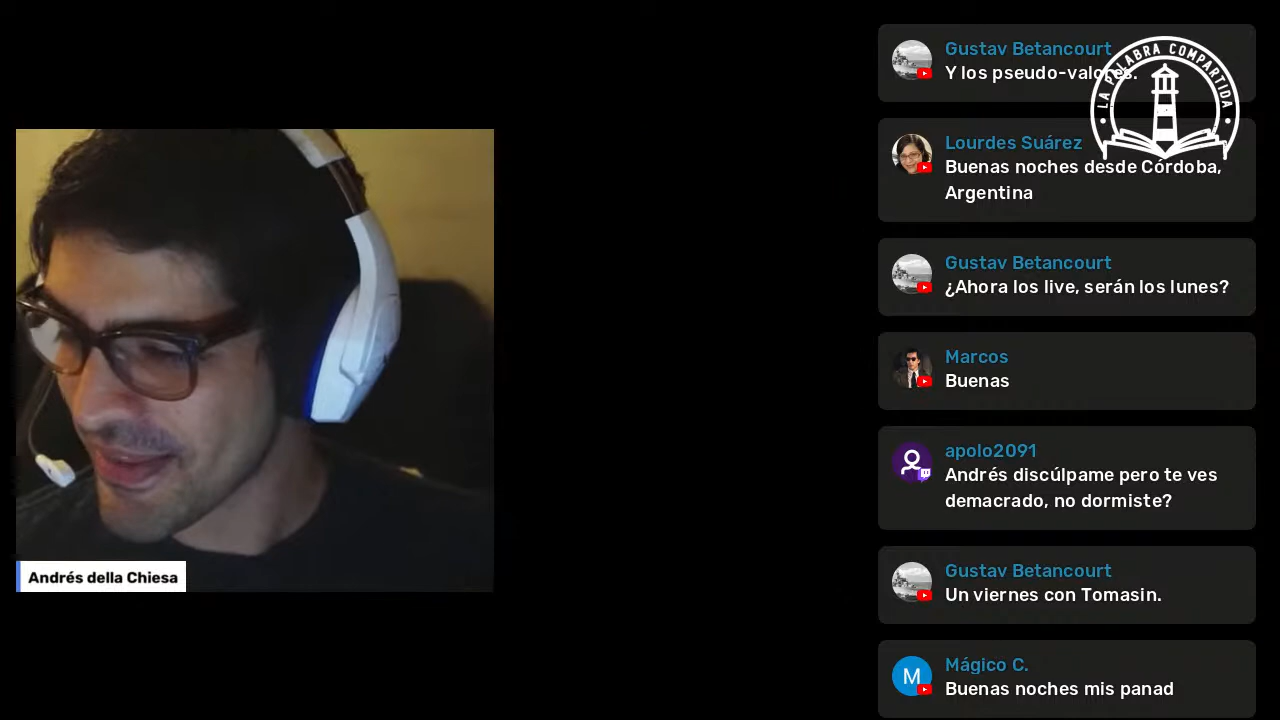 Gustav Betancourt
Y los pseudo-valores.
LA PALABRA COMPARTIDA
Lourdes Suárez
Buenas noches desde Córdoba,
Argentina
Gustav Betancourt
¿Ahora los live, serán los lunes?
Marcos
Buenas
apolo2091
Andrés discúlpame pero te ves
demacrado, no dormiste?
Andrés della Chiesa
Gustav Betancourt
Un viernes con Tomasin.
M
Mágico C.
Buenas noches mis panad